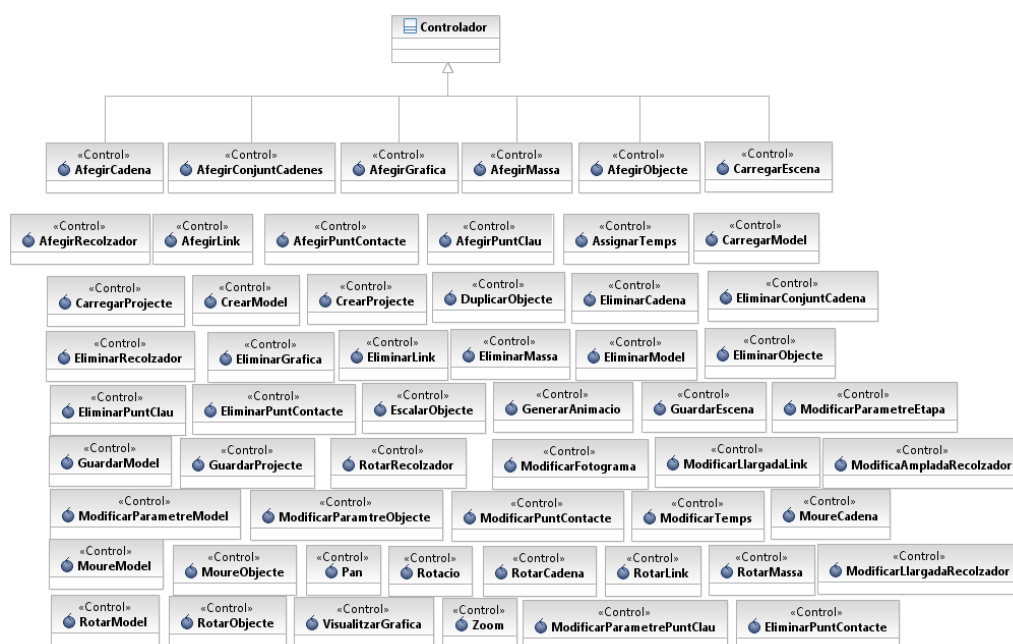 Controlador
«Control» «Control» «Control» «Control» «Control» «Control»
AfegirCadena AfegirConjuntCadenes AfegirGrafica AfegirMassa AfegirObjecte CarregarEscena
«Control» «Control» «Control» «Control» «Control» «Control»
AfegirRecolzador AfegirLink AfegirPuntContacte AfegirPuntClau AssignarTemps CarregarModel
«Control» «Control» «Control» «Control» «Control» «Control»
CarregarProjecte CrearModel CrearProjecte DuplicarObjecte EliminarCadena EliminarConjuntCadena
«Control» «Control» «Control» «Control» «Control» «Control»
EliminarRecolzador EliminarGrafica EliminarLink EliminarMassa EliminarModel EliminarObjecte
«Control» «Control» «Control» «Control» «Control» «Control»
EliminarPuntClau EliminarPuntContacte EscalarObjecte GenerarAnimacio GuardarEscena ModificarParametreEtapa
«Control» «Control» «Control» «Control» «Control» «Control»
GuardarModel GuardarProjecte RotarRecolzador ModificarFotograma ModificarLlargadaLink ModificaAmpladaRecolzador
«Control» «Control» «Control» «Control» «Control»
ModificarParametreModel ModificarParamtreObjecte ModificarPuntContacte ModificarTemps MoureCadena
«Control» «Control» «Control» «Control» «Control» «Control» «Control» «Control»
MoureModel MoureObjecte Pan Rotacio RotarCadena RotarLink RotarMassa ModificarLlargadaRecolzador
«Control» «Control» «Control» «Control» «Control» «Control»
RotarModel RotarObjecte VisualitzarGrafica Zoom ModificarParametrePuntClau EliminarPuntContacte